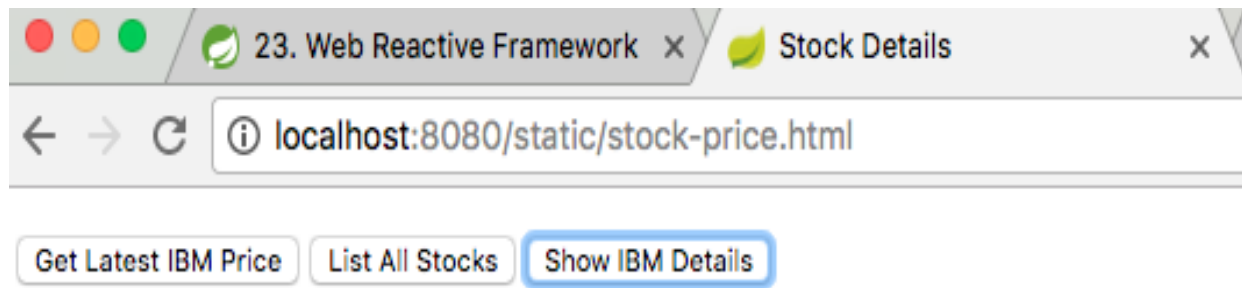 23. Web Reactive Framework Stock Details
localhost:8080/static/stock-price.html
Get Latest IBM Price List All Stocks Show IBM Details